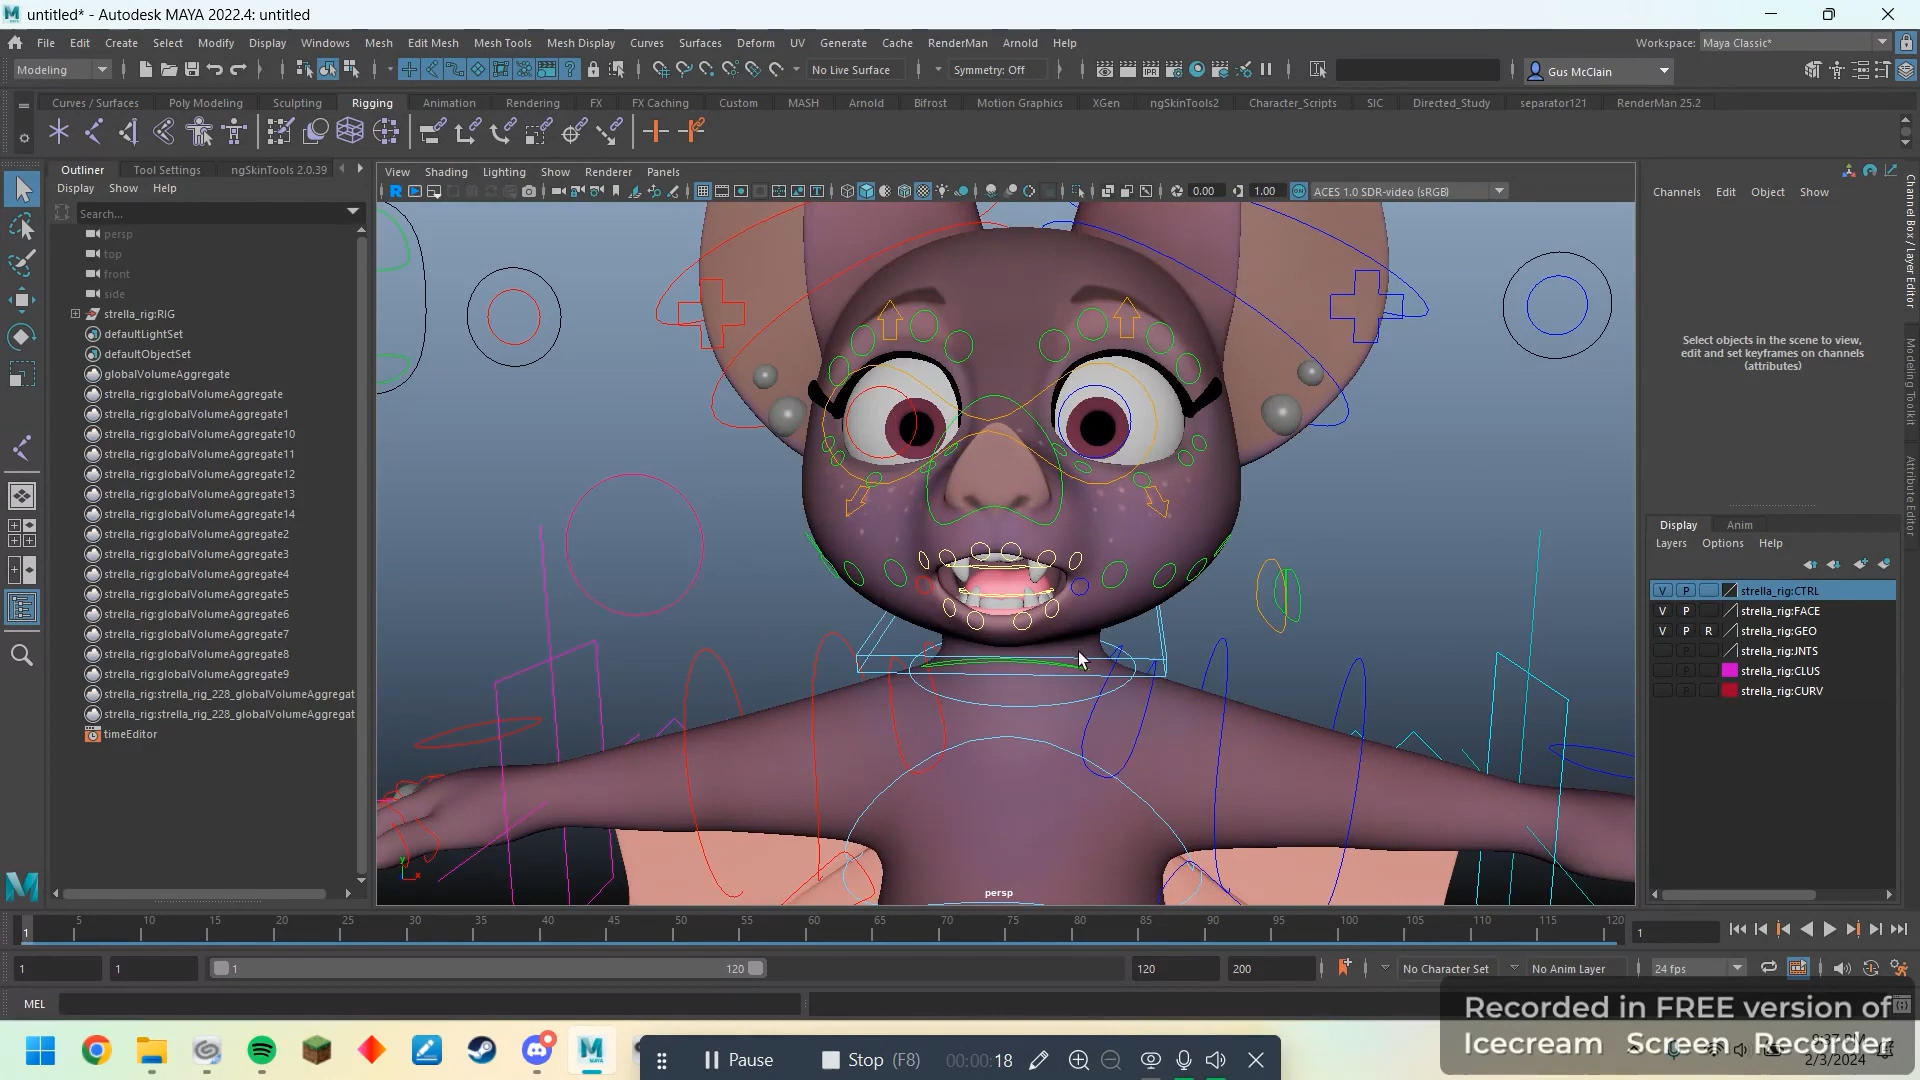 untitled* - Autodesk MAYA 2022.4: untitled
File Edit Create Select Modify Display Windows Mesh Edit Mesh Mesh Tools Mesh Display Curves Surfaces Deform UV Generate Cache RenderMan Arnold Help
Workspace: Maya Classic*
Modeling
No Live Surface
Symmetry: Off
Gus McClain
Curves / Surfaces Poly Modeling Sculpting Rigging Animation Rendering FX FX Caching Custom MASH Arnold Bifrost Motion Graphics XGen ngSkinTools2 Character_Scripts SIC Directed_Study separator121 RenderMan 25.2
Outliner Tool Settings ngSkinTools 2.0.39
Display Show Help
Search...
persp
top
front
side
strella_rig:RIG
defaultLightSet
defaultObjectSet
globalVolumeAggregate
strella_rig:globalVolumeAggregate
strella_rig:globalVolumeAggregate1
strella_rig:globalVolumeAggregate10
strella_rig:globalVolumeAggregate11
strella_rig:globalVolumeAggregate12
strella_rig:globalVolumeAggregate13
strella_rig:globalVolumeAggregate14
strella_rig:globalVolumeAggregate2
strella_rig:globalVolumeAggregate3
strella_rig:globalVolumeAggregate4
strella_rig:globalVolumeAggregate5
strella_rig:globalVolumeAggregate6
strella_rig:globalVolumeAggregate7
strella_rig:globalVolumeAggregate8
strella_rig:globalVolumeAggregate9
strella_rig:strella_rig_228_globalVolumeAggregat
strella_rig:strella_rig_228_globalVolumeAggregat
timeEditor
View Shading Lighting Show Renderer Panels
0.00
1.00
ACES 1.0 SDR-video (sRGB)
persp
y
x
Channels Edit Object Show
Select objects in the scene to view,
edit and set keyframes on channels
(attributes)
Channel Box / Layer Editor
Modeling Toolkit
Attribute Editor
Display Anim
Layers Options Help
V P strella_rig:CTRL
V P strella_rig:FACE
V P R strella_rig:GEO
P strella_rig:JNTS
P strella_rig:CLUS
P strella_rig:CURV
1 5 10 15 20 25 30 35 40 45 50 55 60 65 70 75 80 85 90 95 100 105 110 115 120
1
1 1 1 120 120 200
No Character Set
No Anim Layer
24 fps
MEL
MAYA
Pause
Stop (F8)
00:00:18
Recorded in FREE version of
Icecream Screen Recorder
2/3/2024